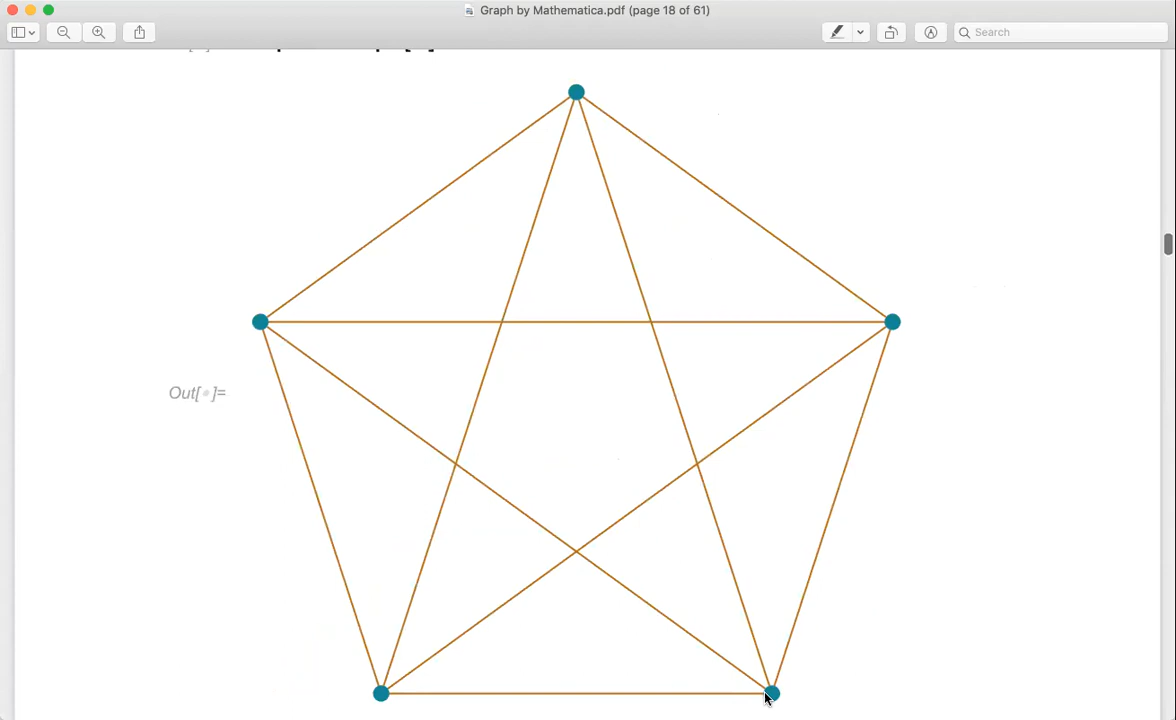 Graph by Mathematica.pdf (page 18 of 61)
Search
Out[•]=